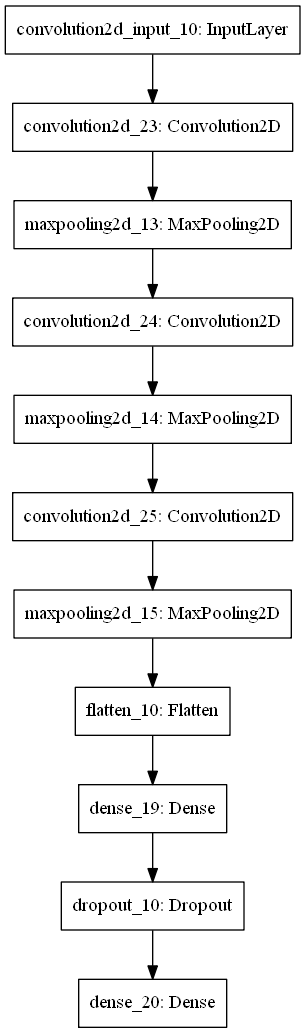 convolution2d_input_10: InputLayer
convolution2d_23: Convolution2D
maxpooling2d_13: MaxPooling2D
convolution2d_24: Convolution2D
maxpooling2d_14: MaxPooling2D
convolution2d_25: Convolution2D
maxpooling2d_15: MaxPooling2D
flatten_10: Flatten
dense_19: Dense
dropout_10: Dropout
dense_20: Dense